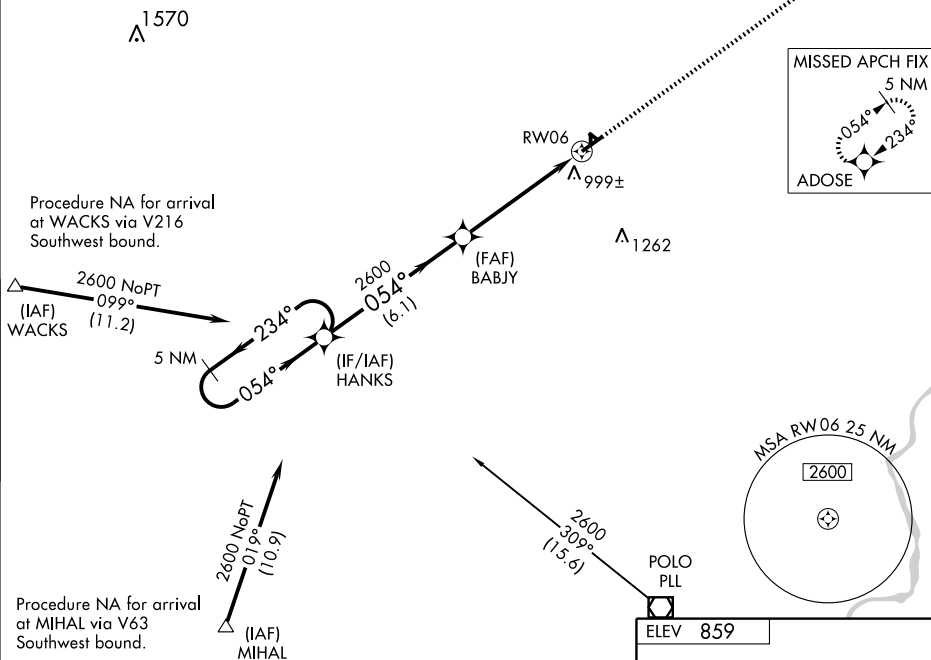 1570
MISSED APCH FIX
5 NM
054°
234°
ADOSE
RW06
999±
1262
Procedure NA for arrival
at WACKS via V216
Southwest bound.
(FAF)
BABJY
2600
054°
(6.1)
2600 NoPT
099°
(11.2)
(IAF)
WACKS
234°
5 NM
054°
(IF/IAF)
HANKS
MSA RW06 25 NM
2600
2600 NoPT
019°
(10.9)
2600
309°
(15.6)
POLO
PLL
Procedure NA for arrival
at MIHAL via V63
Southwest bound.
(IAF)
MIHAL
ELEV 859